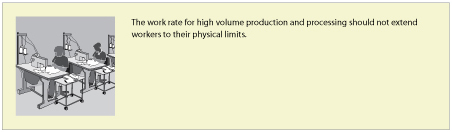 The work rate for high volume production and processing should not extend
workers to their physical limits.